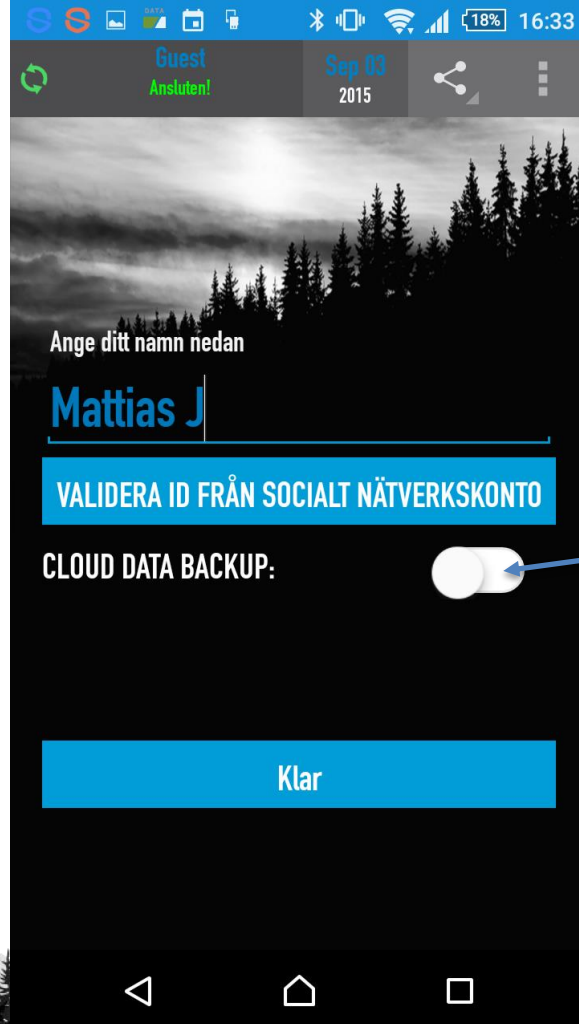 DATA
18% 16:33
Guest
Ansluten!
Sep 03
2015
Ange ditt namn nedan
Mattias J
VALIDERA ID FRÅN SOCIALT NÄTVERKSKONTO
CLOUD DATA BACKUP:
Klar